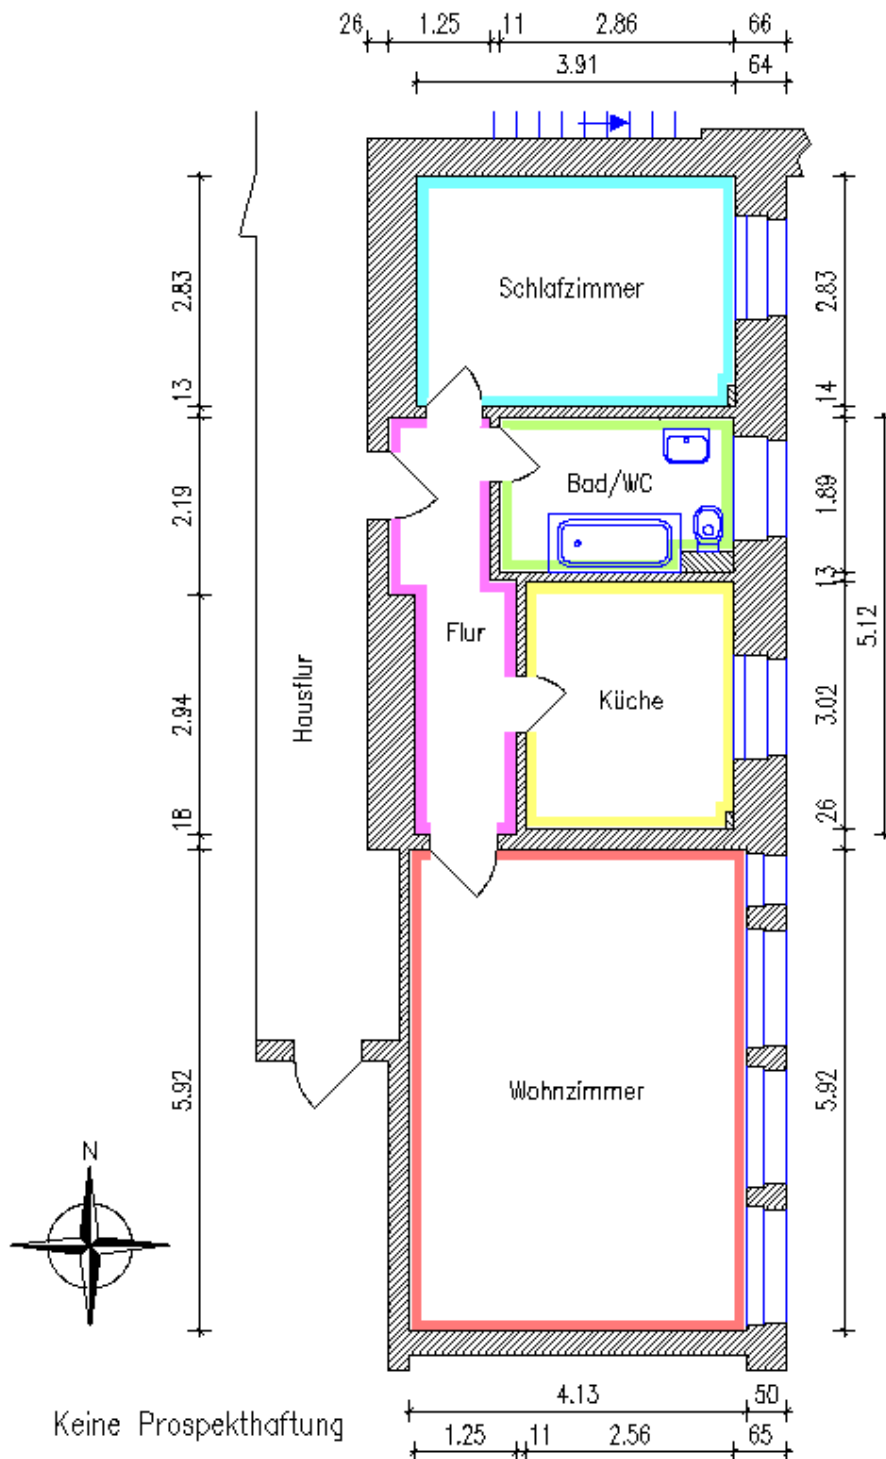 26 1.25 11 2.86 66
3.91 64
2.83
2.83
Schlafzimmer
13
14
2.19
Bad/WC
1.89
13
Flur
5.12
Hausflur
2.94
Küche
3.02
18
26
5.92
Wohnzimmer
5.92
N
4.13 50
Keine Prospekthaftung
1.25 11 2.56 65